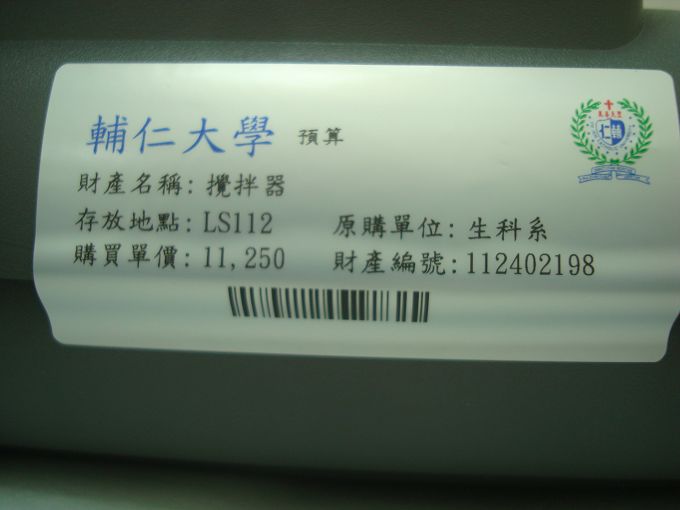 輔仁大學 預算
財產名稱: 攪拌器
存放地點: LS112 原購單位: 生科系
購買單價: 11,250 財產編號: 112402198